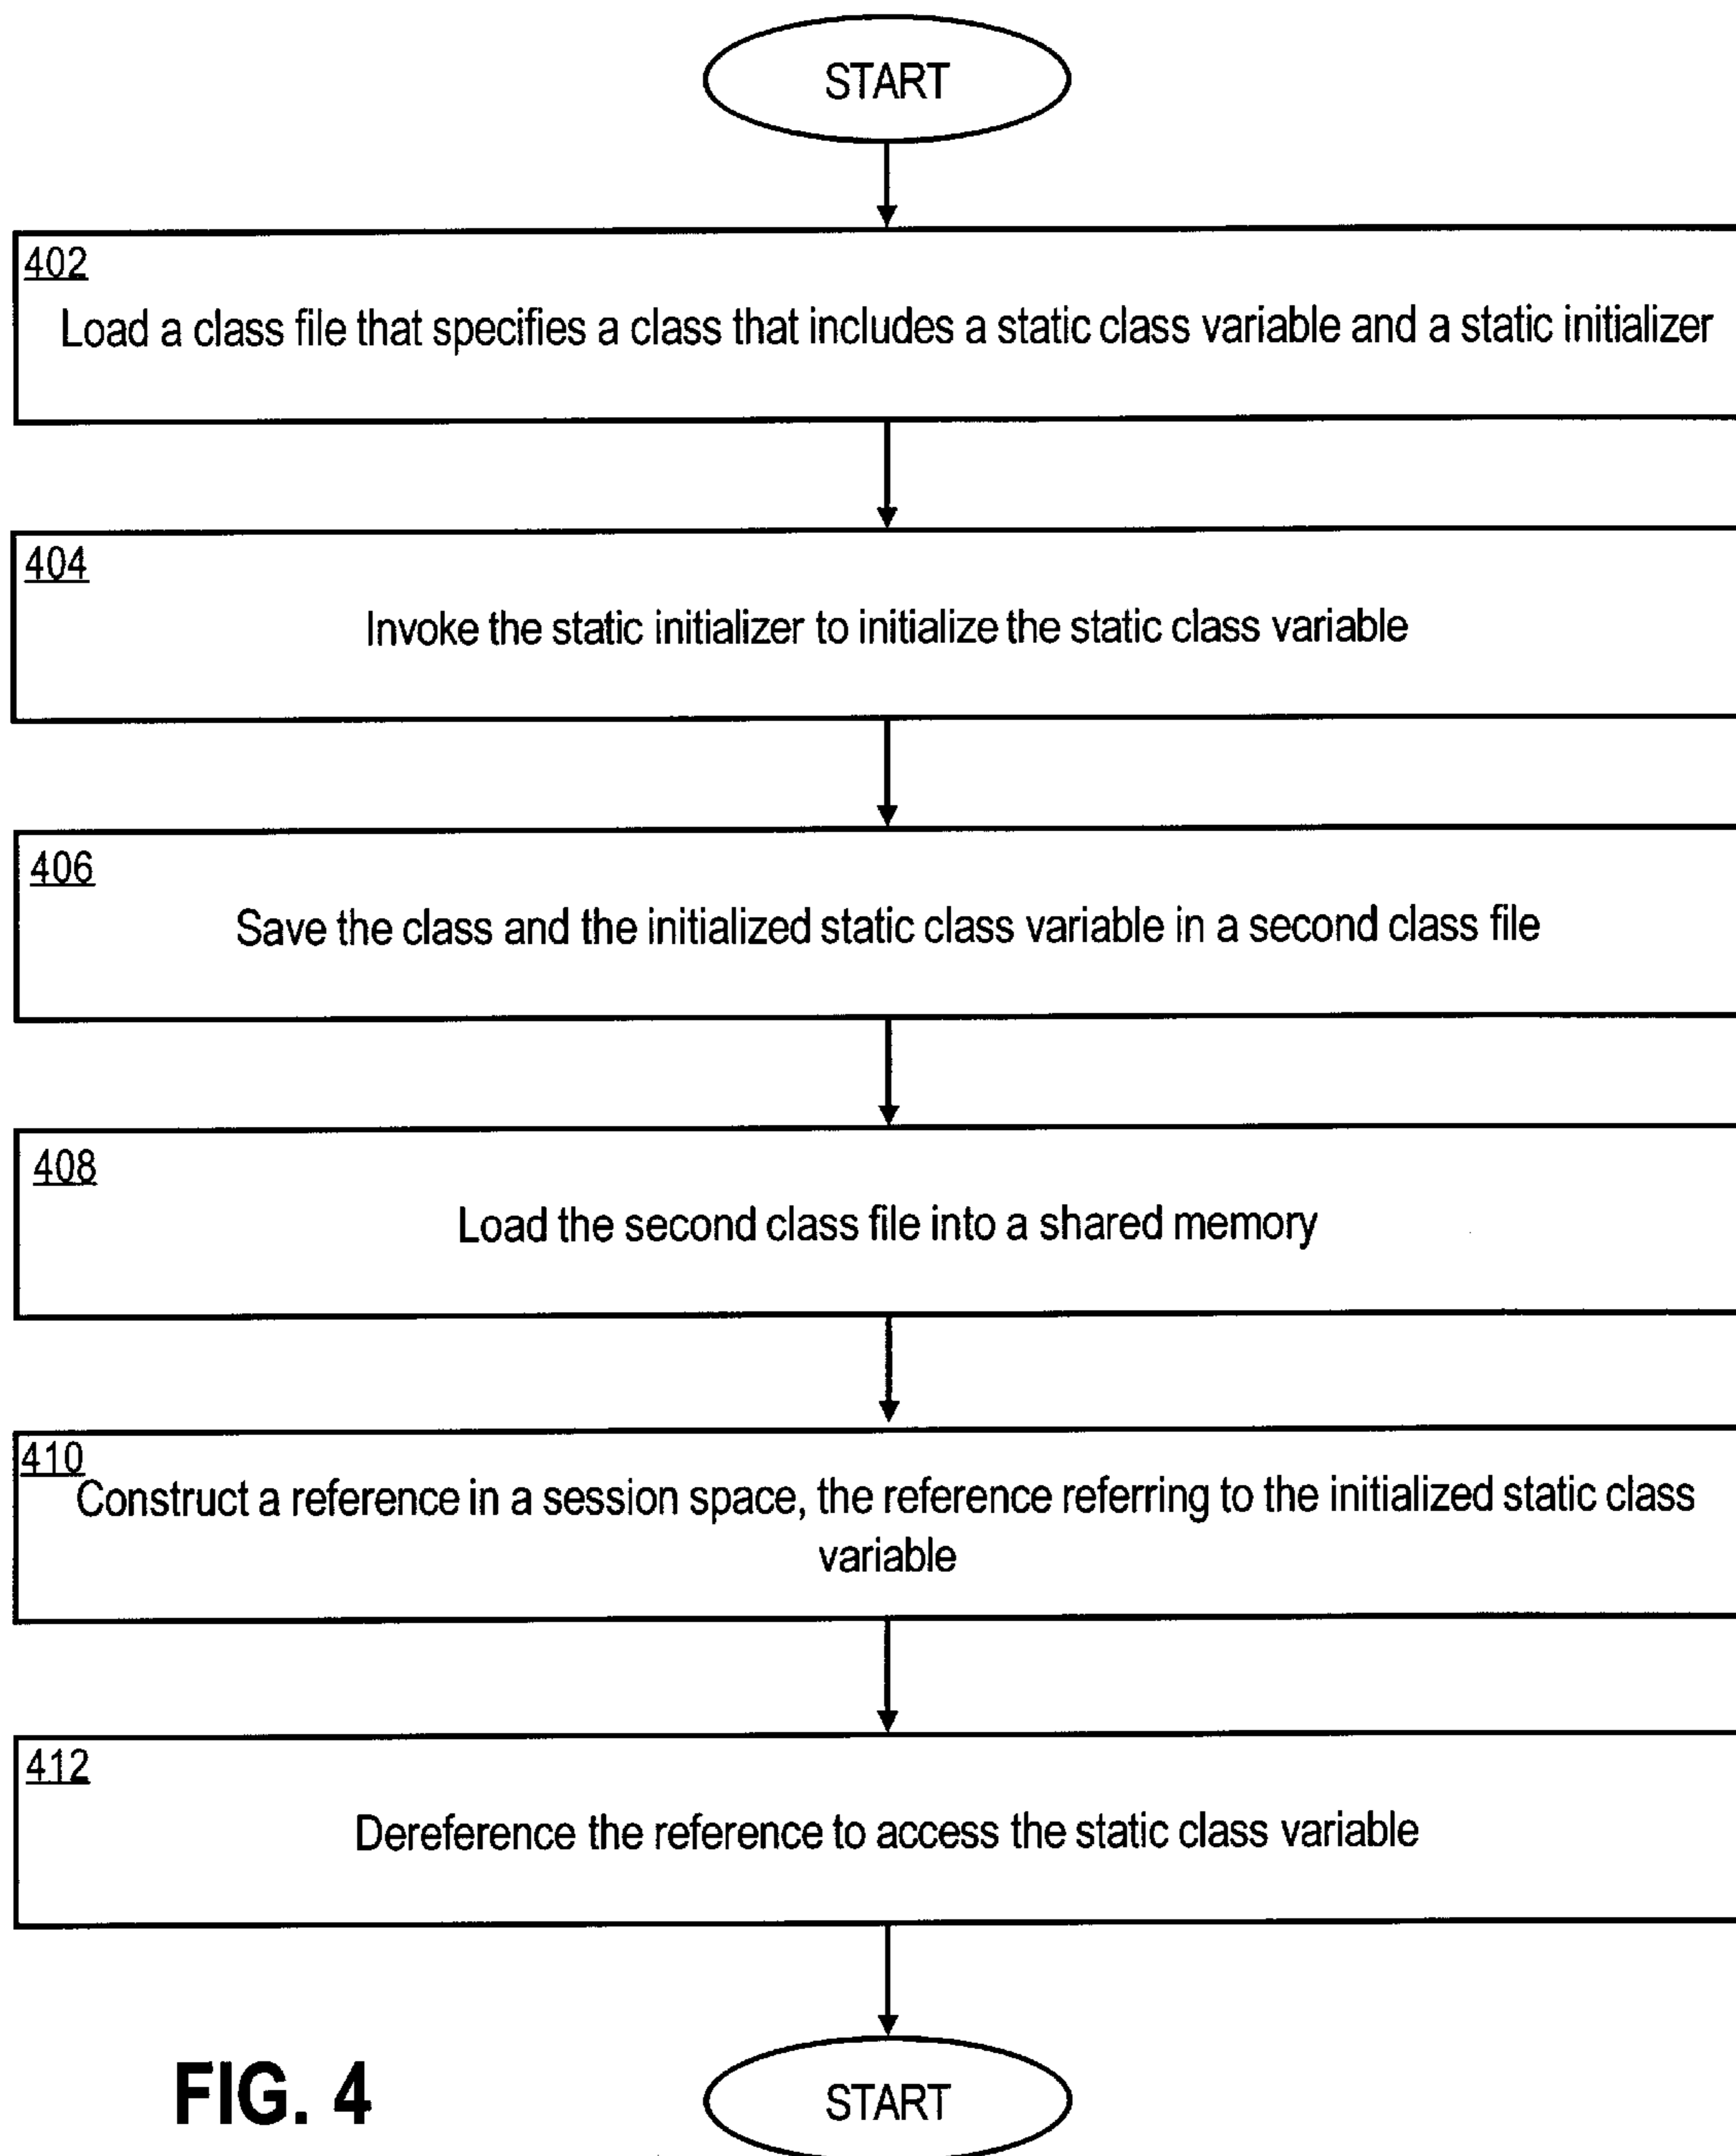 START
402
Load a class file that specifies a class that includes a static class variable and a static initializer
404
Invoke the static initializer to initialize the static class variable
406
Save the class and the initialized static class variable in a second class file
408
Load the second class file into a shared memory
410
Construct a reference in a session space, the reference referring to the initialized static class
variable
412
Dereference the reference to access the static class variable
START
FIG. 4